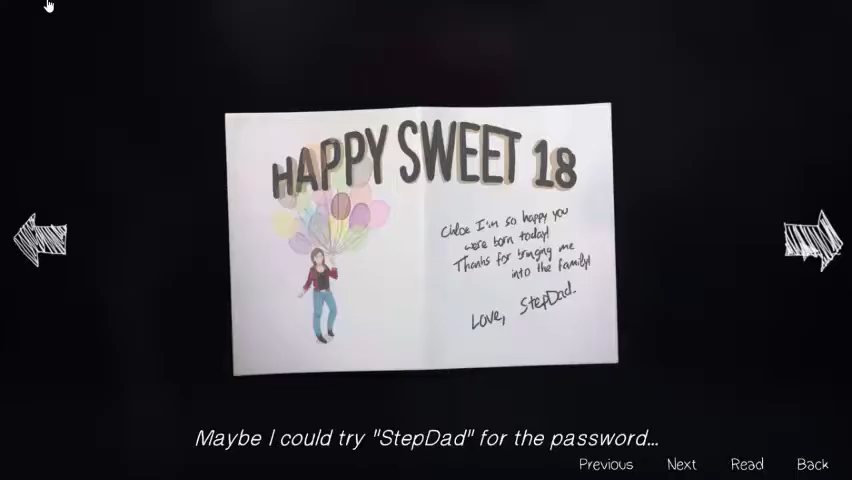 HAPPY SWEET 18
Chloe I'm so happy you
were born today!
Thanks for bringing me
into the family!
Love, StepDad.
Maybe I could try "StepDad" for the password...
Previous Next Read Back